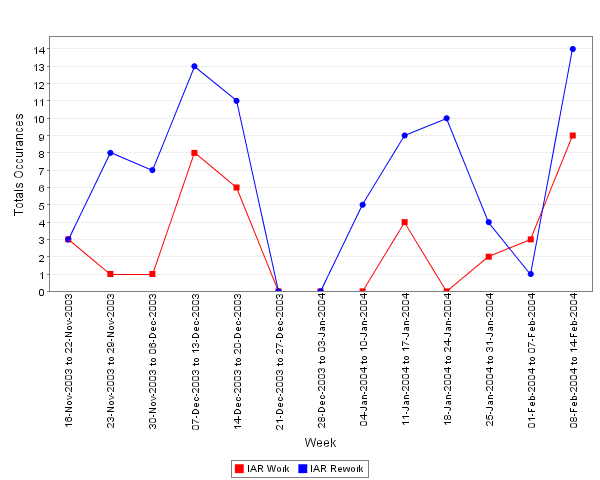 Totals Occurances
14
13
12
11
10
9
8
7
6
5
4
3
2
1
0
16-Nov-2003 to 22-Nov-2003
23-Nov-2003 to 29-Nov-2003
30-Nov-2003 to 06-Dec-2003
07-Dec-2003 to 13-Dec-2003
14-Dec-2003 to 20-Dec-2003
21-Dec-2003 to 27-Dec-2003
28-Dec-2003 to 03-Jan-2004
04-Jan-2004 to 10-Jan-2004
11-Jan-2004 to 17-Jan-2004
18-Jan-2004 to 24-Jan-2004
25-Jan-2004 to 31-Jan-2004
01-Feb-2004 to 07-Feb-2004
08-Feb-2004 to 14-Feb-2004
Week
IAR Work IAR Rework